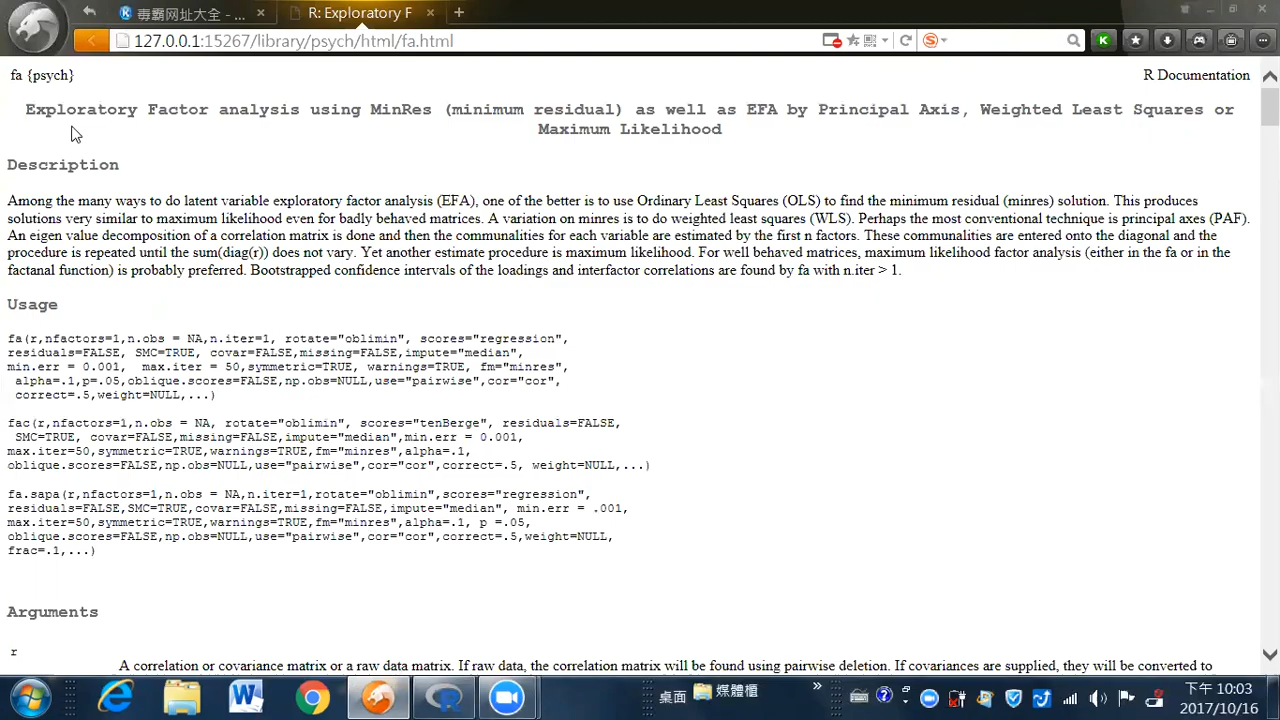 毒霸网址大全 - ...
R: Exploratory F
127.0.0.1:15267/library/psych/html/fa.html
fa {psych}
R Documentation
Exploratory Factor analysis using MinRes (minimum residual) as well as EFA by Principal Axis, Weighted Least Squares or
Maximum Likelihood
Description
Among the many ways to do latent variable exploratory factor analysis (EFA), one of the better is to use Ordinary Least Squares (OLS) to find the minimum residual (minres) solution. This produces
solutions very similar to maximum likelihood even for badly behaved matrices. A variation on minres is to do weighted least squares (WLS). Perhaps the most conventional technique is principal axes (PAF).
An eigen value decomposition of a correlation matrix is done and then the communalities for each variable are estimated by the first n factors. These communalities are entered onto the diagonal and the
procedure is repeated until the sum(diag(r)) does not vary. Yet another estimate procedure is maximum likelihood. For well behaved matrices, maximum likelihood factor analysis (either in the fa or in the
factanal function) is probably preferred. Bootstrapped confidence intervals of the loadings and interfactor correlations are found by fa with n.iter > 1.
Usage
fa(r,nfactors=1,n.obs = NA,n.iter=1, rotate="oblimin", scores="regression",
residuals=FALSE, SMC=TRUE, covar=FALSE,missing=FALSE,impute="median",
min.err = 0.001,  max.iter = 50,symmetric=TRUE, warnings=TRUE, fm="minres",
 alpha=.1,p=.05,oblique.scores=FALSE,np.obs=NULL,use="pairwise",cor="cor",
 correct=.5,weight=NULL,...)
fac(r,nfactors=1,n.obs = NA, rotate="oblimin", scores="tenBerge", residuals=FALSE,
 SMC=TRUE, covar=FALSE,missing=FALSE,impute="median",min.err = 0.001,
max.iter=50,symmetric=TRUE,warnings=TRUE,fm="minres",alpha=.1,
oblique.scores=FALSE,np.obs=NULL,use="pairwise",cor="cor",correct=.5, weight=NULL,...)
fa.sapa(r,nfactors=1,n.obs = NA,n.iter=1,rotate="oblimin",scores="regression",
residuals=FALSE,SMC=TRUE,covar=FALSE,missing=FALSE,impute="median", min.err = .001,
max.iter=50,symmetric=TRUE,warnings=TRUE,fm="minres",alpha=.1, p =.05,
oblique.scores=FALSE,np.obs=NULL,use="pairwise",cor="cor",correct=.5,weight=NULL,
frac=.1,...)
Arguments
r
A correlation or covariance matrix or a raw data matrix. If raw data, the correlation matrix will be found using pairwise deletion. If covariances are supplied, they will be converted to
桌面
媒體櫃
»
下午 10:03
2017/10/16